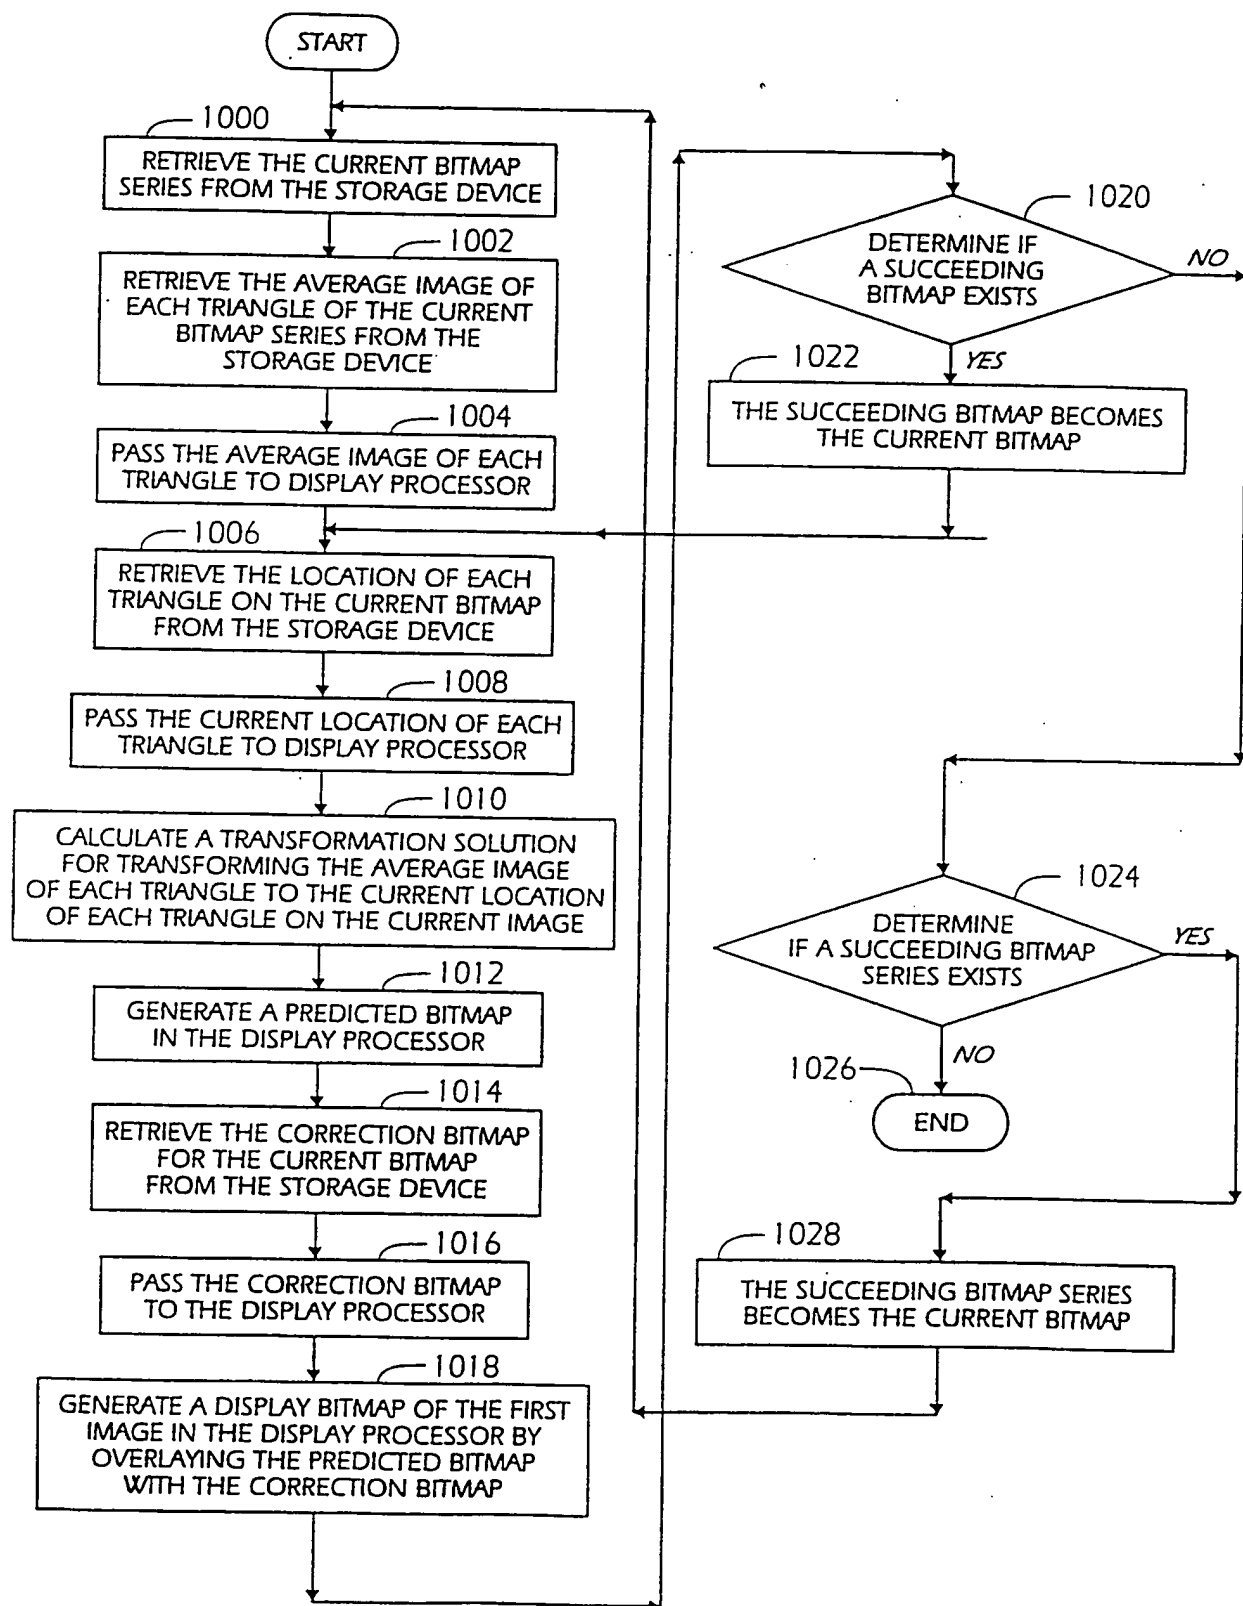 START
1000
RETRIEVE THE CURRENT BITMAP
SERIES FROM THE STORAGE DEVICE
1002
RETRIEVE THE AVERAGE IMAGE OF
EACH TRIANGLE OF THE CURRENT
BITMAP SERIES FROM THE
STORAGE DEVICE
1004
PASS THE AVERAGE IMAGE OF EACH
TRIANGLE TO DISPLAY PROCESSOR
1006
RETRIEVE THE LOCATION OF EACH
TRIANGLE ON THE CURRENT BITMAP
FROM THE STORAGE DEVICE
1008
PASS THE CURRENT LOCATION OF EACH
TRIANGLE TO DISPLAY PROCESSOR
1010
CALCULATE A TRANSFORMATION SOLUTION
FOR TRANSFORMING THE AVERAGE IMAGE
OF EACH TRIANGLE TO THE CURRENT LOCATION
OF EACH TRIANGLE ON THE CURRENT IMAGE
1012
GENERATE A PREDICTED BITMAP
IN THE DISPLAY PROCESSOR
1014
RETRIEVE THE CORRECTION BITMAP
FOR THE CURRENT BITMAP
FROM THE STORAGE DEVICE
1016
PASS THE CORRECTION BITMAP
TO THE DISPLAY PROCESSOR
1018
GENERATE A DISPLAY BITMAP OF THE FIRST
IMAGE IN THE DISPLAY PROCESSOR BY
OVERLAYING THE PREDICTED BITMAP
WITH THE CORRECTION BITMAP
1020
DETERMINE IF
A SUCCEEDING
BITMAP EXISTS
NO
YES
1022
THE SUCCEEDING BITMAP BECOMES
THE CURRENT BITMAP
1024
DETERMINE
IF A SUCCEEDING BITMAP
SERIES EXISTS
YES
NO
1026
END
1028
THE SUCCEEDING BITMAP SERIES
BECOMES THE CURRENT BITMAP